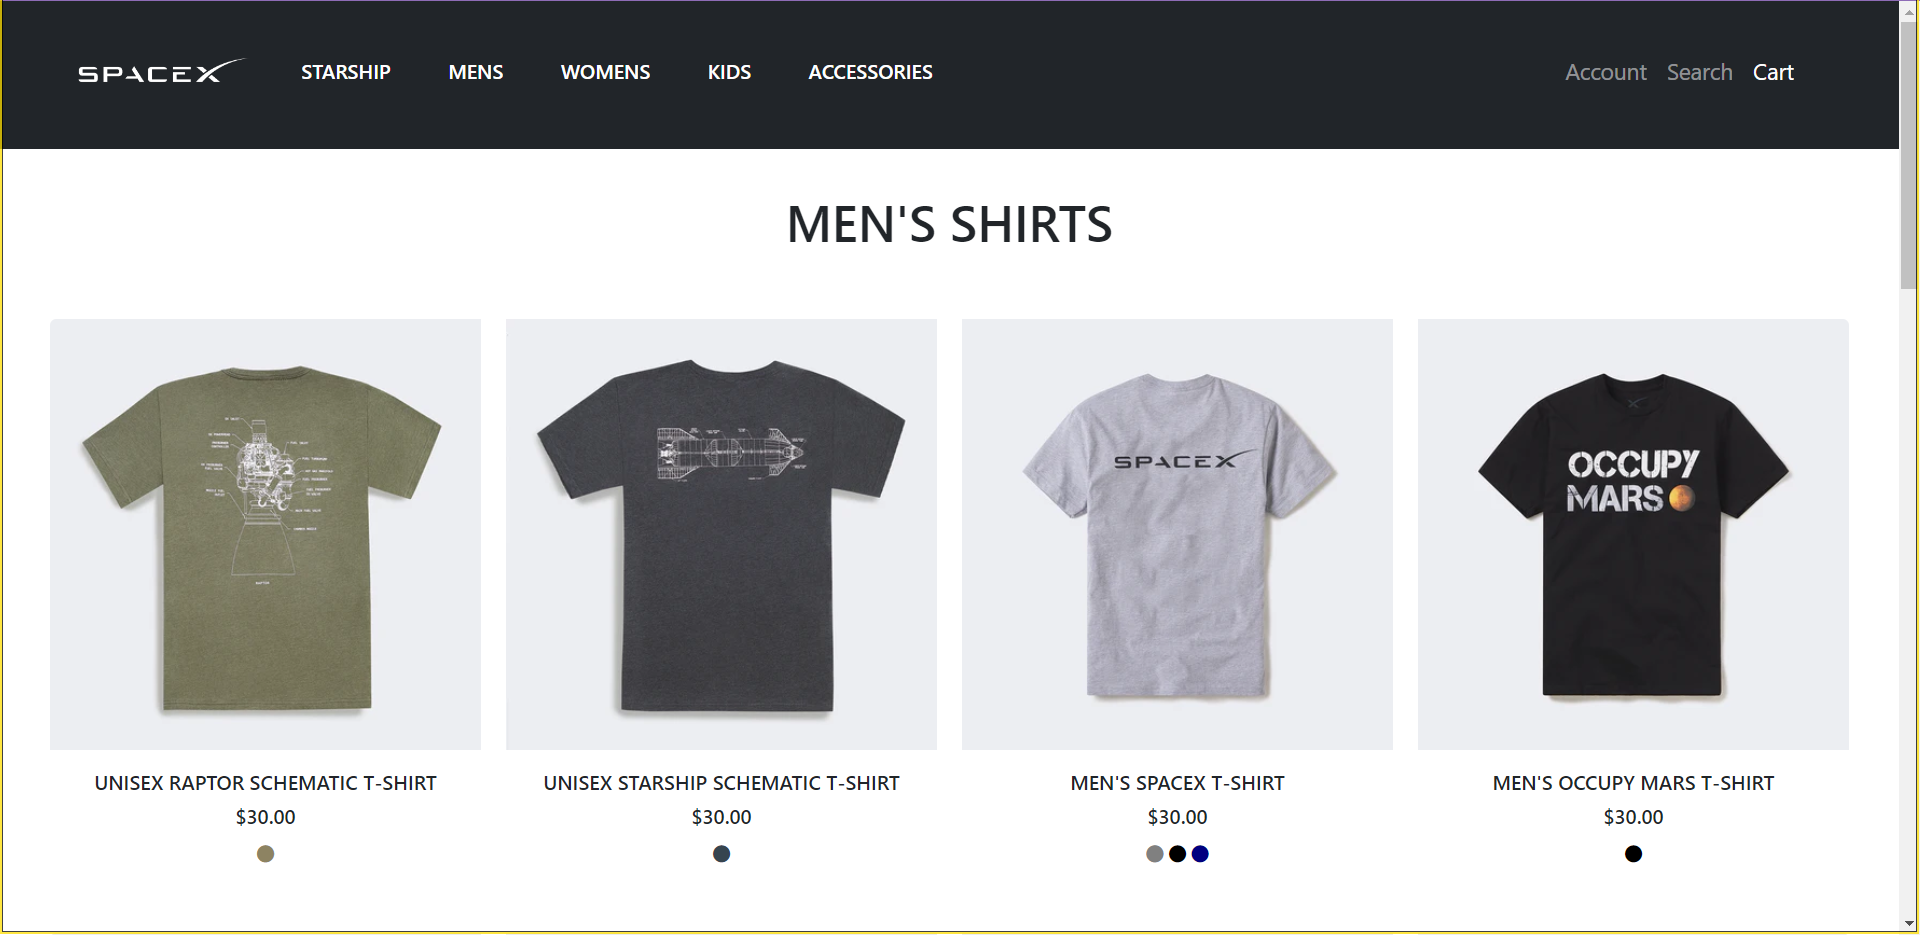 SPACEX STARSHIP MENS WOMENS KIDS ACCESSORIES Account Search Cart
MEN'S SHIRTS
RAPTOR
SPACEX
OCCUPY
MARS
UNISEX RAPTOR SCHEMATIC T-SHIRT
$30.00
UNISEX STARSHIP SCHEMATIC T-SHIRT
$30.00
MEN'S SPACEX T-SHIRT
$30.00
MEN'S OCCUPY MARS T-SHIRT
$30.00